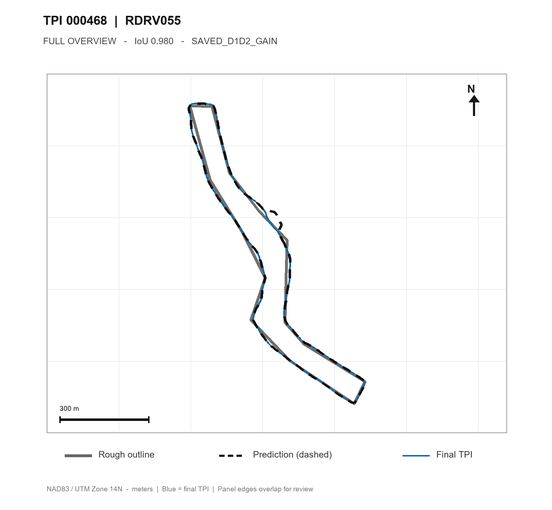 TPI 000468 | RDRV055
FULL OVERVIEW - IoU 0.980 - SAVED_D1D2_GAIN
N
300 m
Rough outline Prediction (dashed) Final TPI
NAD83 / UTM Zone 14N - meters | Blue = final TPI | Panel edges overlap for review